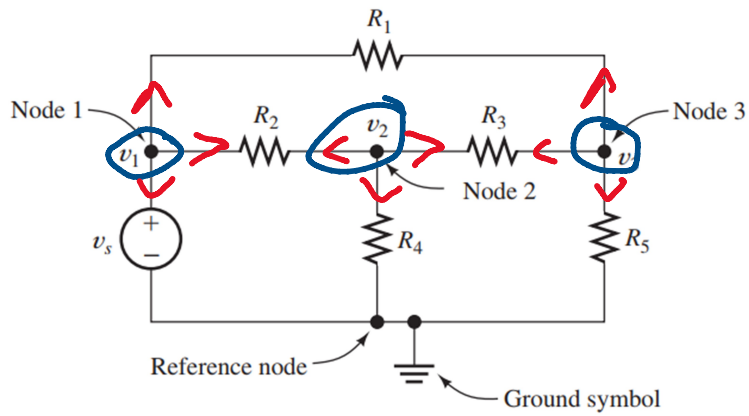 R1
Node 1
v1
R2
v2
R3
Node 3
v
Node 2
vs
+
−
R4
R5
Reference node
Ground symbol